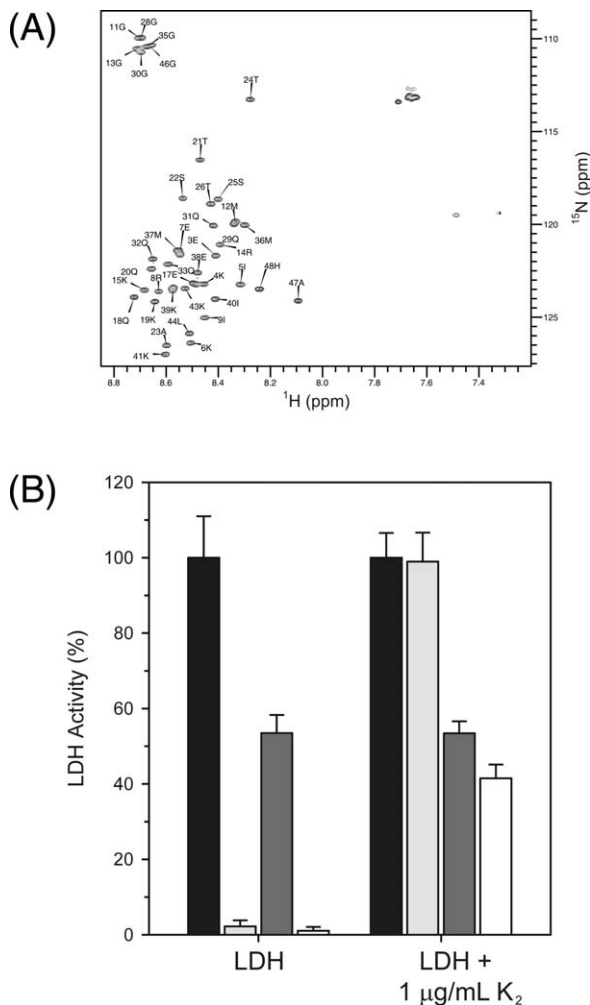 (A)
11G
28G
35G
13G
46G
30G
24T
21T
22S
25S
26T
12M
31Q
37M
7E
29Q
36M
32Q
3E
14R
38E
48H
20Q
17E
33Q
5I
8R
4K
47A
15K
43K
40I
39K
18Q
19K
44L
9I
23A
6K
41K
110
115
120
125
15N (ppm)
8.8 8.6 8.4 8.2 8.0 7.8 7.6 7.4
1H (ppm)
(B)
120
100
80
60
40
20
0
LDH Activity (%)
LDH
LDH +
1 μg/mL K2